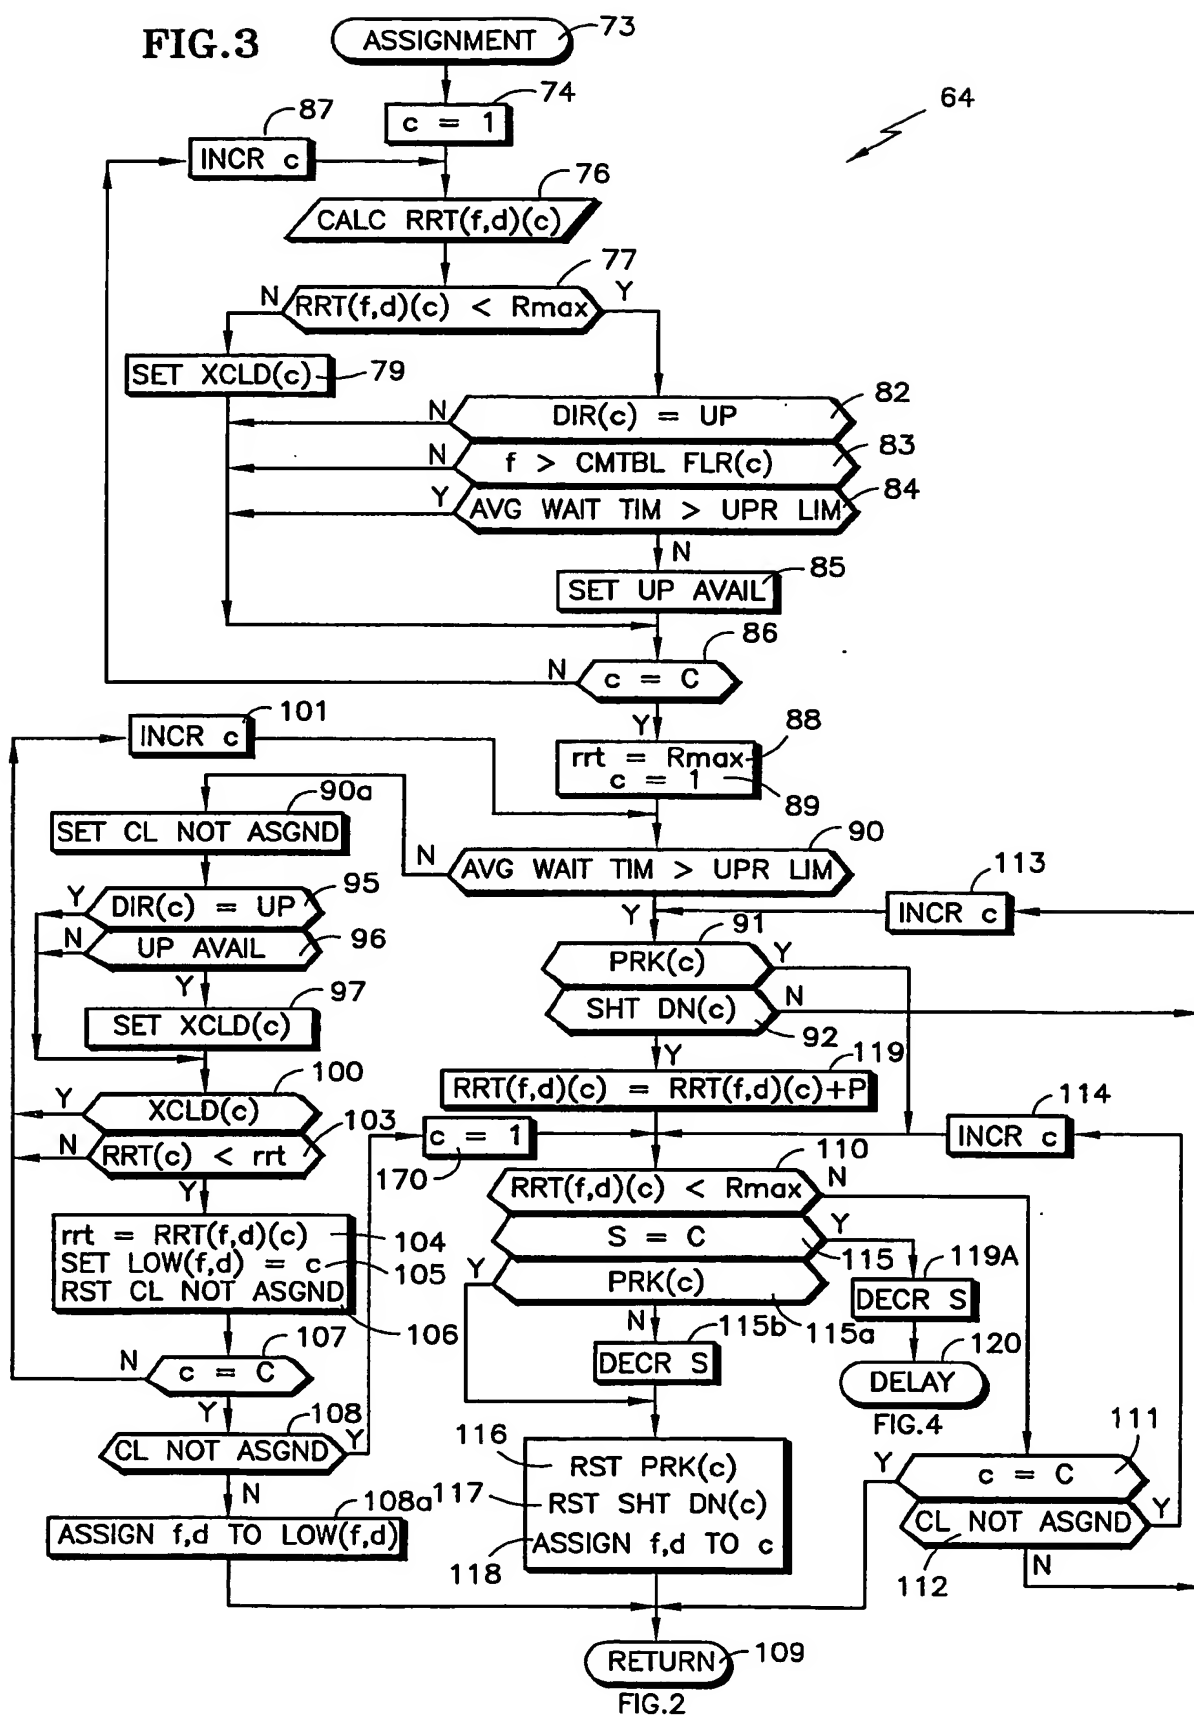 FIG.3
ASSIGNMENT 73
74
c = 1
64
87
INCR c
76
CALC RRT(f,d)(c)
77
N RRT(f,d)(c) < Rmax Y
SET XCLD(c) 79
N DIR(c) = UP 82
N f > CMTBL FLR(c) 83
Y AVG WAIT TIM > UPR LIM 84
N
SET UP AVAIL 85
86
N c = C
Y
101
INCR c
rrt = Rmax 88
c = 1 89
90a
SET CL NOT ASGND
90
N AVG WAIT TIM > UPR LIM
Y
113
INCR c
Y DIR(c) = UP 95
N UP AVAIL 96
Y
97
SET XCLD(c)
91
PRK(c) Y
SHT DN(c) N
92
Y
119
RRT(f,d)(c) = RRT(f,d)(c)+P
100
Y XCLD(c)
103
N RRT(c) < rrt
Y
c = 1
170
114
INCR c
110
RRT(f,d)(c) < Rmax N
S = C Y
115
Y PRK(c)
115a
N
115b
DECR S
119A
DECR S
120
DELAY
FIG.4
rrt = RRT(f,d)(c) 104
SET LOW(f,d) = c 105
RST CL NOT ASGND
106
107
N c = C
Y
108
CL NOT ASGND Y
N
108a
ASSIGN f,d TO LOW(f,d)
116 RST PRK(c)
117 RST SHT DN(c)
ASSIGN f,d TO c
118
111
Y c = C
CL NOT ASGND Y
112
N
RETURN 109
FIG.2